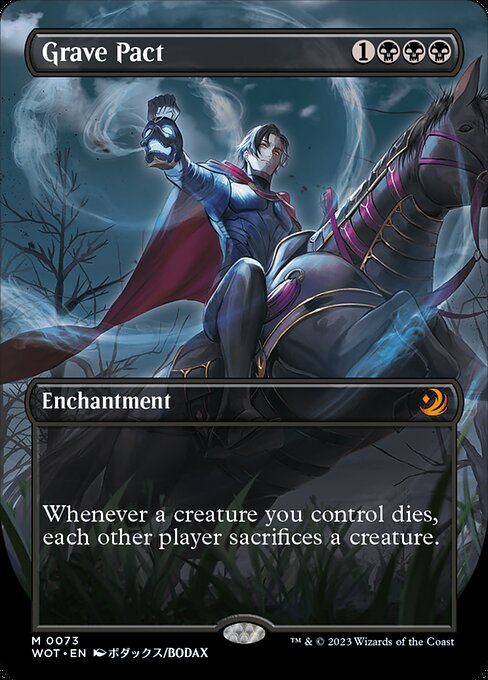 Grave Pact 1
Enchantment
Whenever a creature you control dies,
each other player sacrifices a creature.
M 0073
WOT • EN ボダックス/BODAX
™ & © 2023 Wizards of the Coast